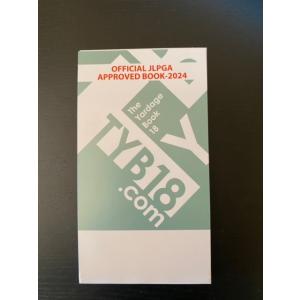 OFFICIAL JLPGA
APPROVED BOOK-2024
The
Yardage
Book
18
TYB18
.com